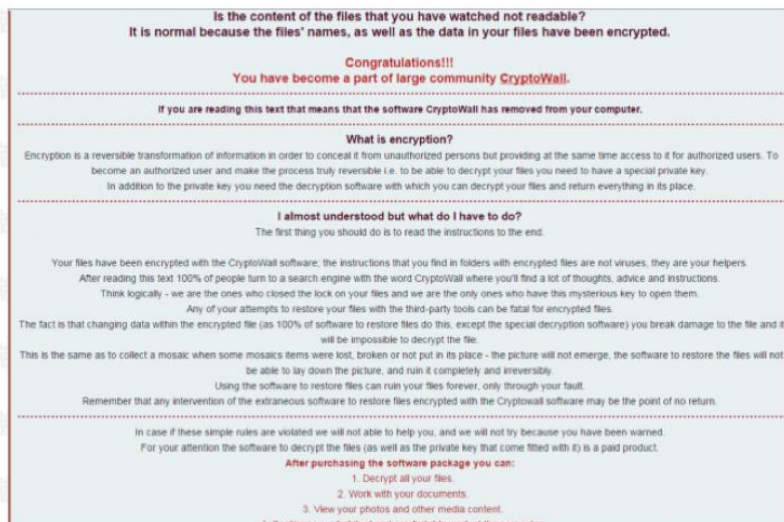 Is the content of the files that you have watched not readable?
It is normal because the files' names, as well as the data in your files have been encrypted.
Congratulations!!!
You have become a part of large community CryptoWall.
If you are reading this text that means that the software CryptoWall has removed from your computer.
What is encryption?
Encryption is a reversible transformation of information in order to conceal it from unauthorized persons but providing at the same time access to it for authorized users. To
become an authorized user and make the process truly reversible i.e. to be able to decrypt your files you need to have a special private key.
In addition to the private key you need the decryption software with which you can decrypt your files and return everything in its place.
I almost understood but what do I have to do?
The first thing you should do is to read the instructions to the end.
Your files have been encrypted with the CryptoWall software; the instructions that you find in folders with encrypted files are not viruses, they are your helpers.
After reading this text 100% of people turn to a search engine with the word CryptoWall where you'll find a lot of thoughts, advice and instructions.
Think logically - we are the ones who closed the lock on your files and we are the only ones who have this mysterious key to open them.
Any of your attempts to restore your files with the third-party tools can be fatal for encrypted files.
The fact is that changing data within the encrypted file (as 100% of software to restore files do this, except the special decryption software) you break damage to the file and it
will be impossible to decrypt the file.
This is the same as to collect a mosaic when some mosaics items were lost, broken or not put in its place - the picture will not emerge, the software to restore the files will not
be able to lay down the picture, and ruin it completely and irreversibly.
Using the software to restore files can ruin your files forever, only through your fault.
Remember that any intervention of the extraneous software to restore files encrypted with the Cryptowall software may be the point of no return.
In case if these simple rules are violated we will not able to help you, and we will not try because you have been warned.
For your attention the software to decrypt the files (as well as the private key that come fitted with it) is a paid product.
After purchasing the software package you can:
1. Decrypt all your files.
2. Work with your documents.
3. View your photos and other media content.